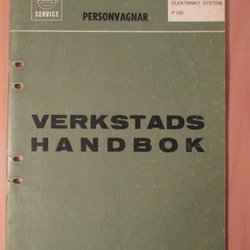 SERVICE
PERSONVAGNAR
ELEKTRISKT SYSTEM
P 120
VERKSTADS
HANDBOK